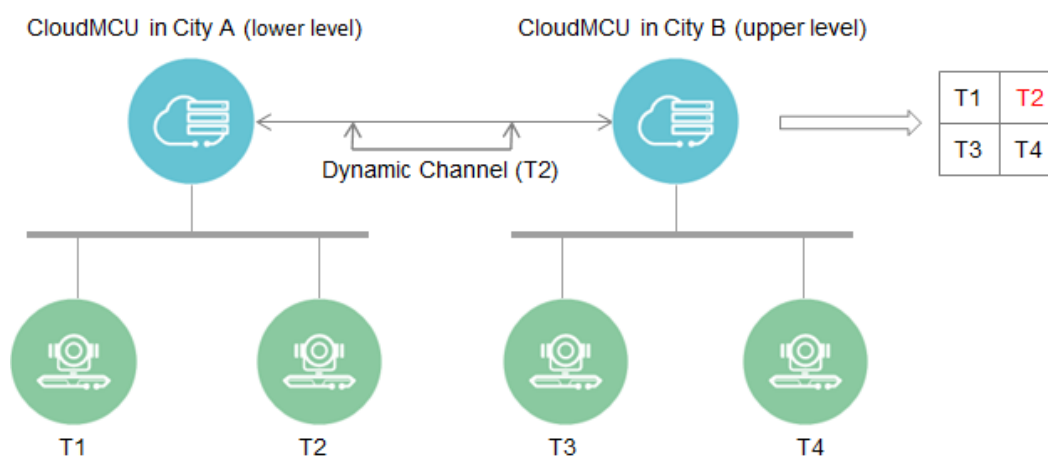 CloudMCU in City A (lower level)
CloudMCU in City B (upper level)
T1 T2
T3 T4
Dynamic Channel (T2)
T1
T2
T3
T4